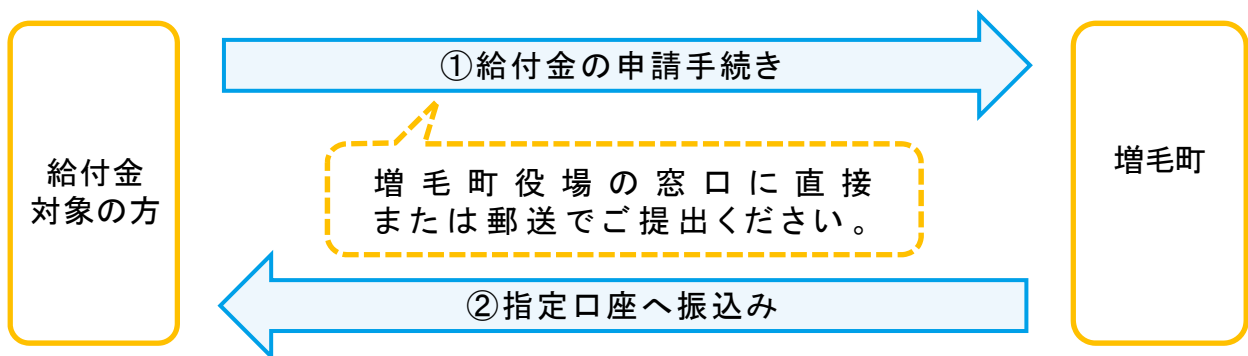 ①給付金の申請手続き
給付金
対象の方
増毛町役場の窓口に直接
または郵送でご提出ください。
増毛町
②指定口座へ振込み